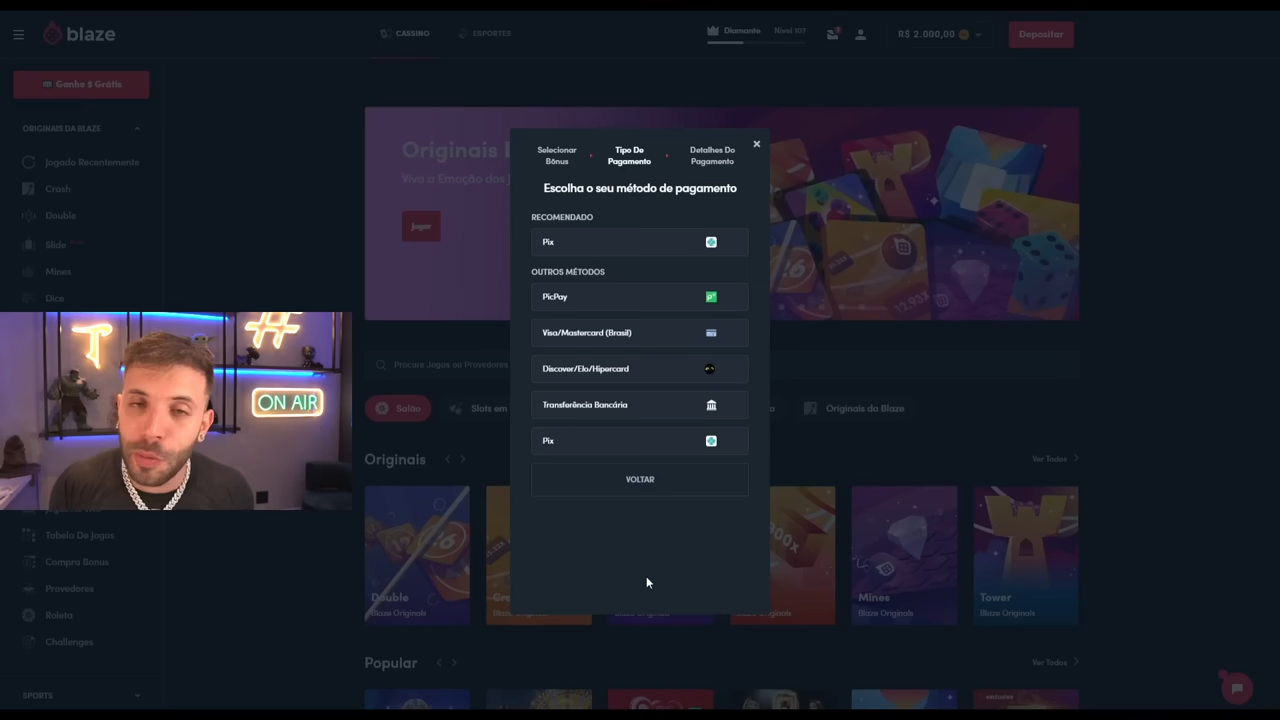 blaze
CASSINO
ESPORTES
Diamante
Nível 107
R$ 2.000,00
Depositar
Ganhe $ Grátis
ORIGINAIS DA BLAZE
Jogado Recentemente
Crash
Double
Slide
Mines
Dice
Originais
Viva a Emoção dos J
Jogar
Selecionar Bônus
Tipo De Pagamento
Detalhes Do Pagamento
×
Escolha o seu método de pagamento
RECOMENDADO
Pix
OUTROS MÉTODOS
PicPay
Visa/Mastercard (Brasil)
Discover/Elo/Hipercard
Transferência Bancária
Pix
VOLTAR
Procure Jogos ou Provedores
Salão
Slots em
Originais da Blaze
T
#
ON AIR
Originais
Ver Todos
Double
Blaze Originals
Mines
Blaze Originals
Tower
Blaze Originals
Tabela De Jogos
Compra Bonus
Provedores
Roleta
Challenges
SPORTS
Popular
Ver Todos